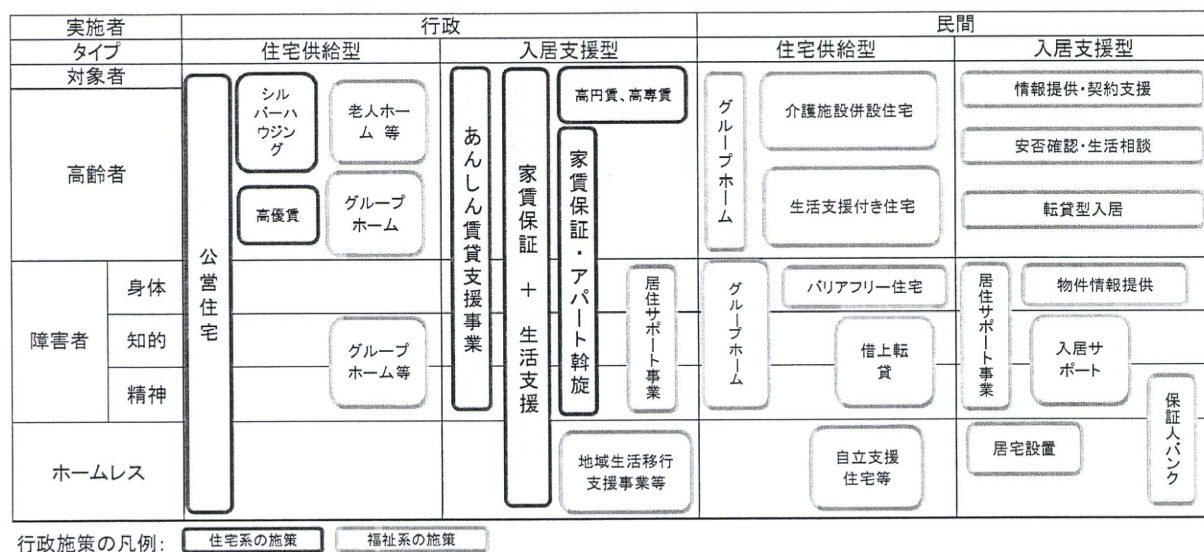 実施者
行政
民間
タイプ
住宅供給型
入居支援型
住宅供給型
入居支援型
対象者
高齢者
障害者
身体
知的
精神
ホームレス
公営住宅
シル
バーハ
ウジン
グ
高優賃
老人ホー
ム 等
グループ
ホーム
グループ
ホーム等
あんしん賃貸支援事業
家賃保証 + 生活支援
高円賃、高専賃
家賃保証・アパート斡旋
居住サポート事業
地域生活移行
支援事業等
グループホーム
グループホーム
介護施設併設住宅
生活支援付き住宅
バリアフリー住宅
借上転
貸
自立支援
住宅等
情報提供・契約支援
安否確認・生活相談
転貸型入居
居住サポート事業
物件情報提供
入居サ
ポート
居宅設置
保証人バンク
行政施策の凡例:
住宅系の施策
福祉系の施策